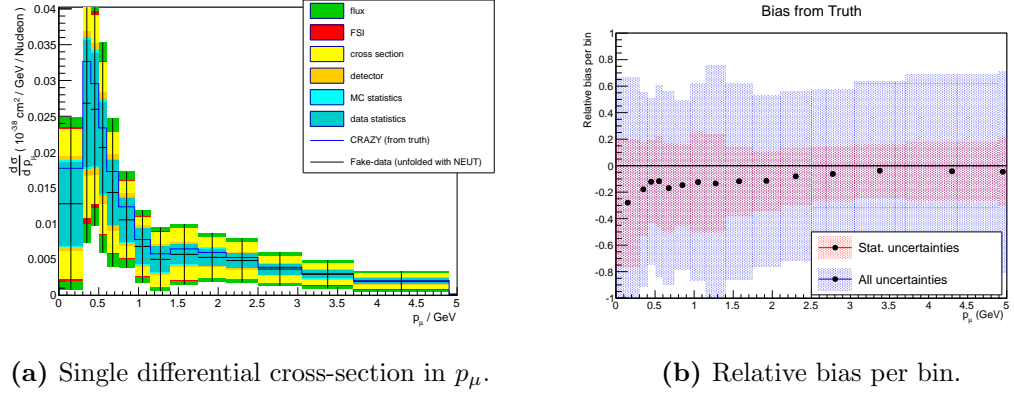 0.04
0.035
0.03
0.025
0.02
0.015
0.01
0.005
0
dσ
d pμ ( 10⁻³⁸ cm² / GeV / Nucleon )
flux
FSI
cross section
detector
MC statistics
data statistics
CRAZY (from truth)
Fake-data (unfolded with NEUT)
0 0.5 1 1.5 2 2.5 3 3.5 4 4.5 5
pμ / GeV
(a) Single differential cross-section in pμ.
Bias from Truth
Relative bias per bin
1
0.8
0.6
0.4
0.2
0
-0.2
-0.4
-0.6
-0.8
-1
Stat. uncertainties
All uncertainties
0 0.5 1 1.5 2 2.5 3 3.5 4 4.5 5
pμ (GeV)
(b) Relative bias per bin.